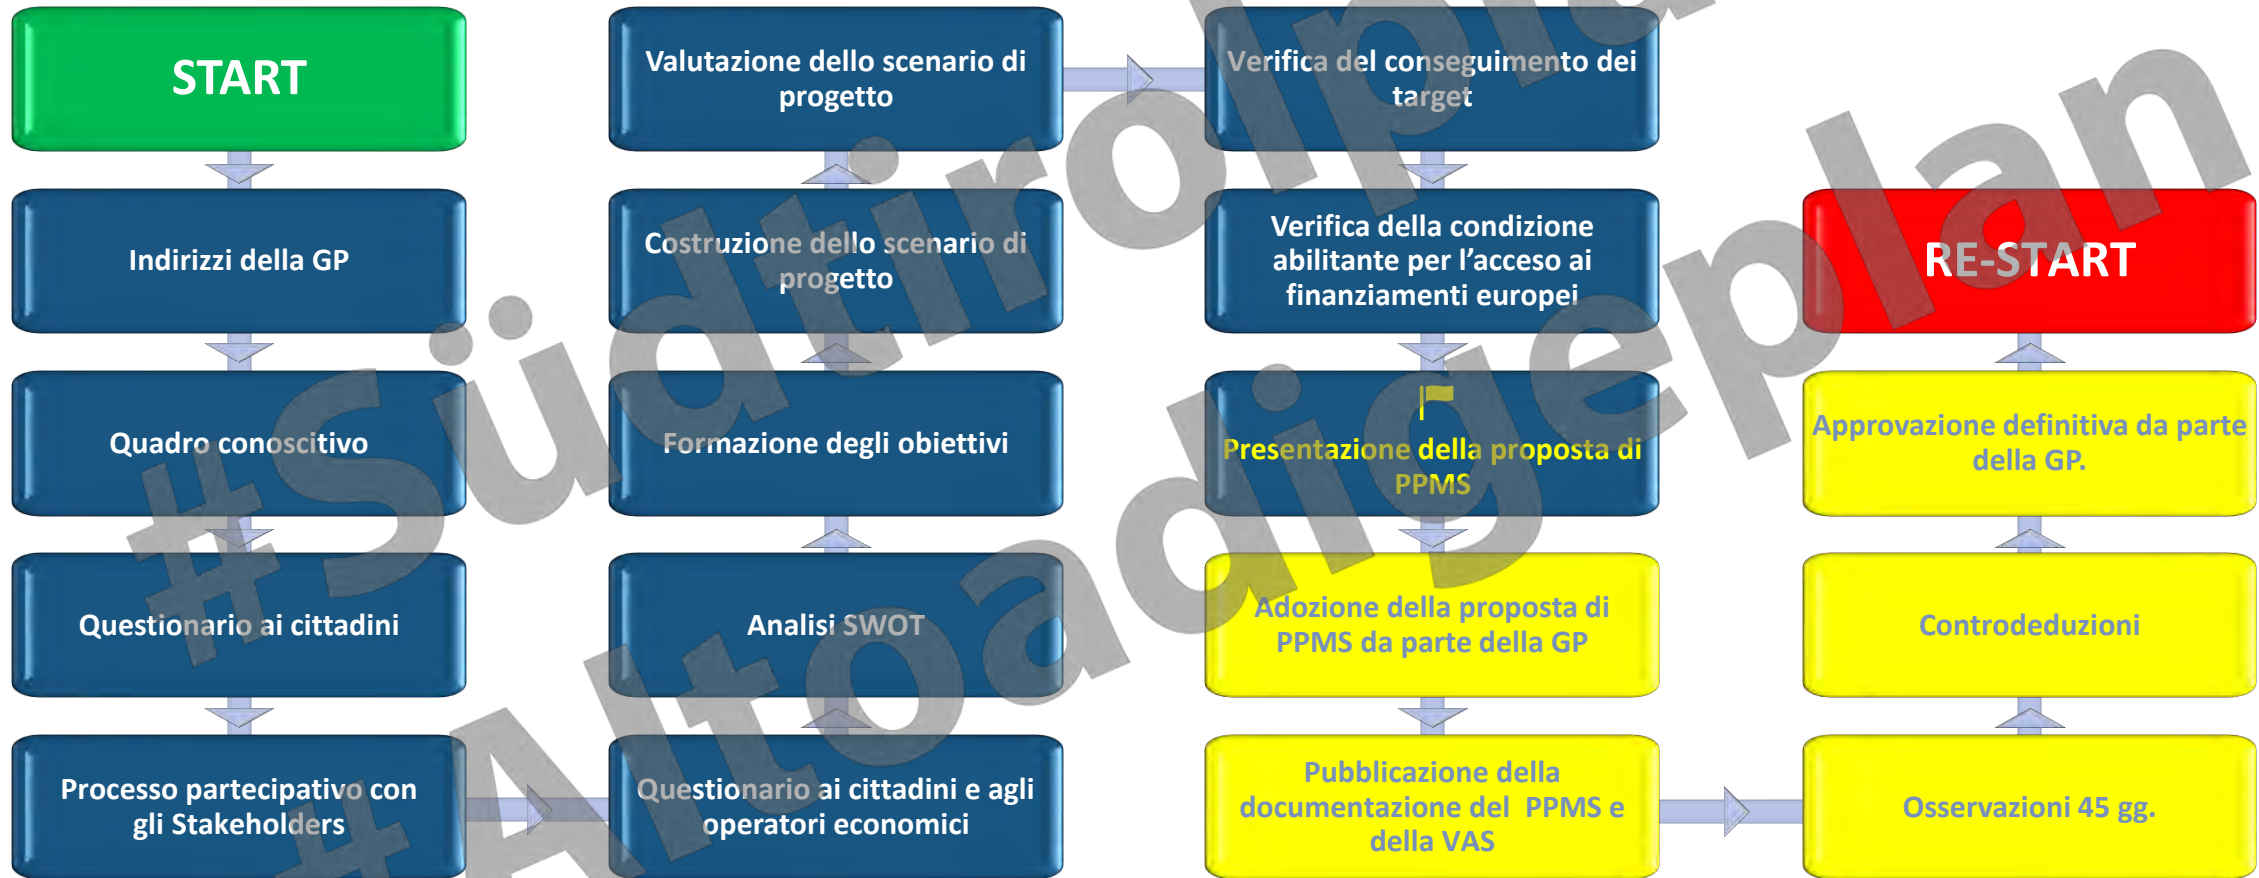 START
Indirizzi della GP
Quadro conoscitivo
Questionario ai cittadini
Processo partecipativo con
gli Stakeholders
Questionario ai cittadini e agli
operatori economici
Analisi SWOT
Formazione degli obiettivi
Costruzione dello scenario di
progetto
Valutazione dello scenario di
progetto
Verifica del conseguimento dei
target
Verifica della condizione
abilitante per l’acceso ai
finanziamenti europei
Presentazione della proposta di
PPMS
Adozione della proposta di
PPMS da parte della GP
Pubblicazione della
documentazione del PPMS e
della VAS
Osservazioni 45 gg.
Controdeduzioni
Approvazione definitiva da parte
della GP.
RE-START
#Südtirolpla
#Altoadigeplan